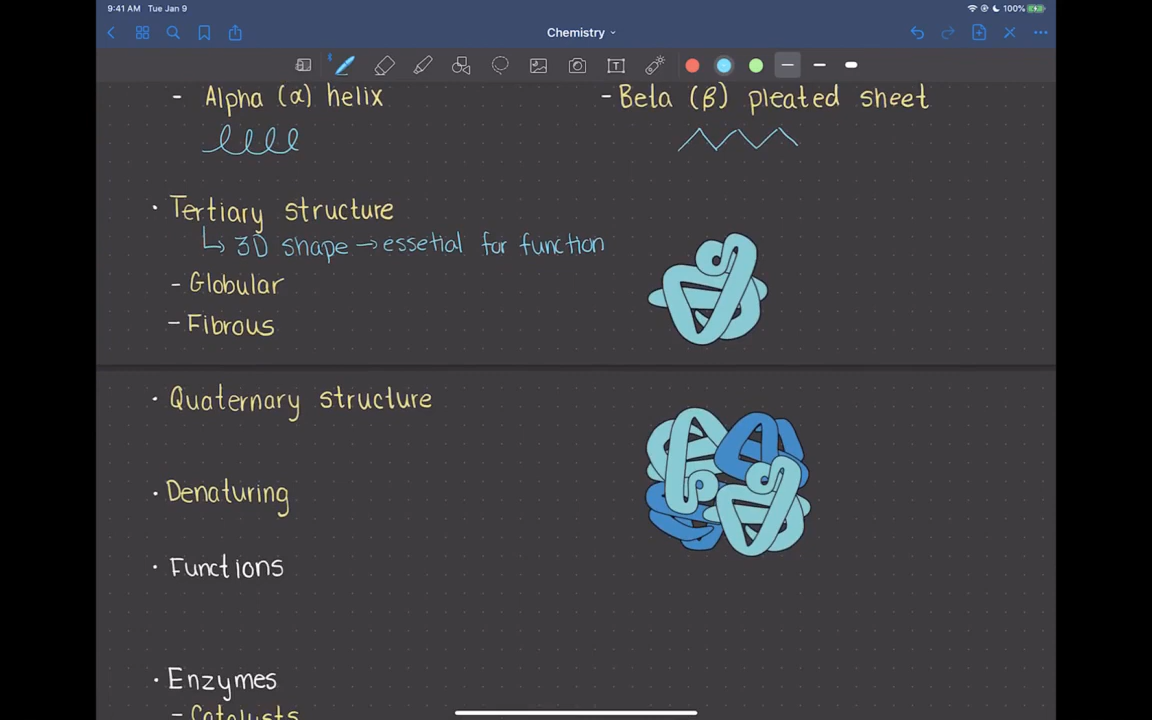 9:41 AM Tue Jan 9
100%
Chemistry
- Alpha (α) helix
- Beta (β) pleated sheet
• Tertiary structure
↳ 3D shape → essetial for function
- Globular
- Fibrous
• Quaternary structure
• Denaturing
• Functions
• Enzymes
- Catalysts